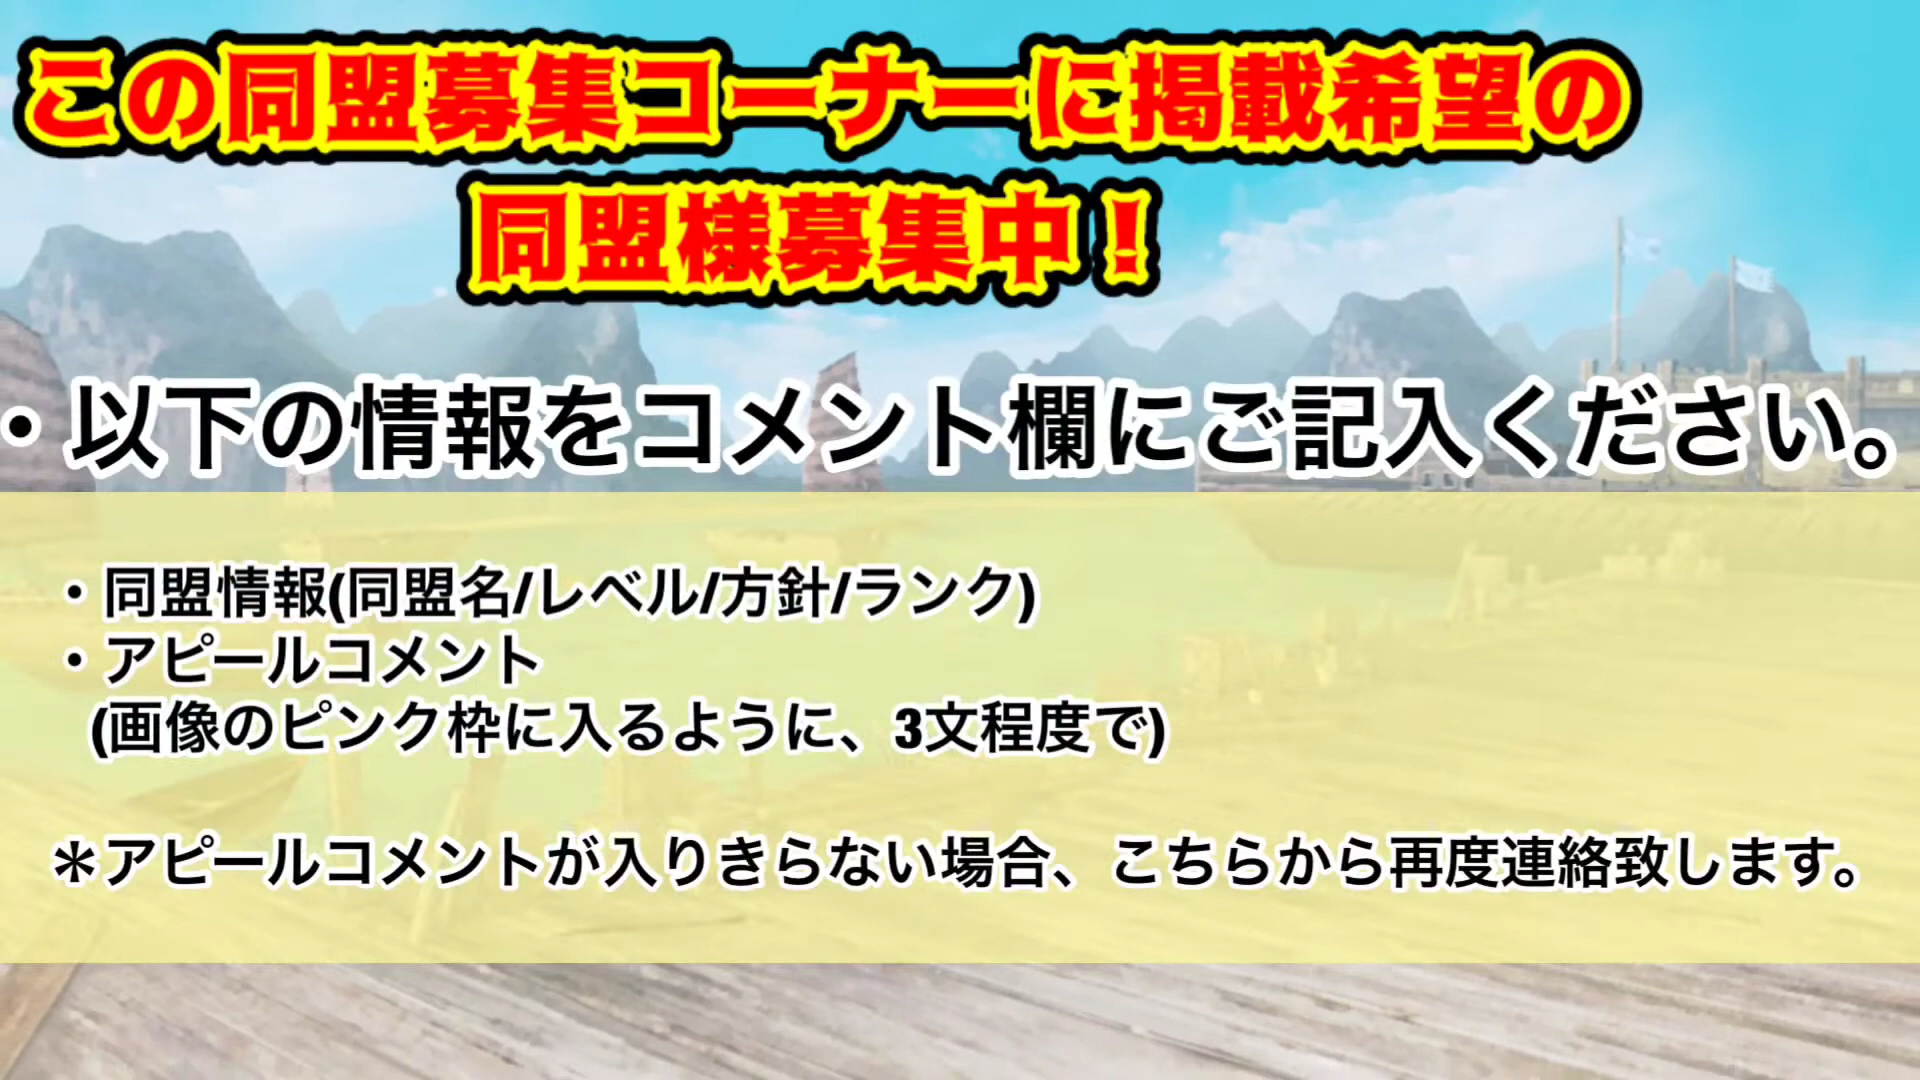 この同盟募集コーナーに掲載希望の
同盟様募集中！
・以下の情報をコメント欄にご記入ください。
・同盟情報(同盟名/レベル/方針/ランク)
・アピールコメント
(画像のピンク枠に入るように、3文程度で)
＊アピールコメントが入りきらない場合、こちらから再度連絡致します。